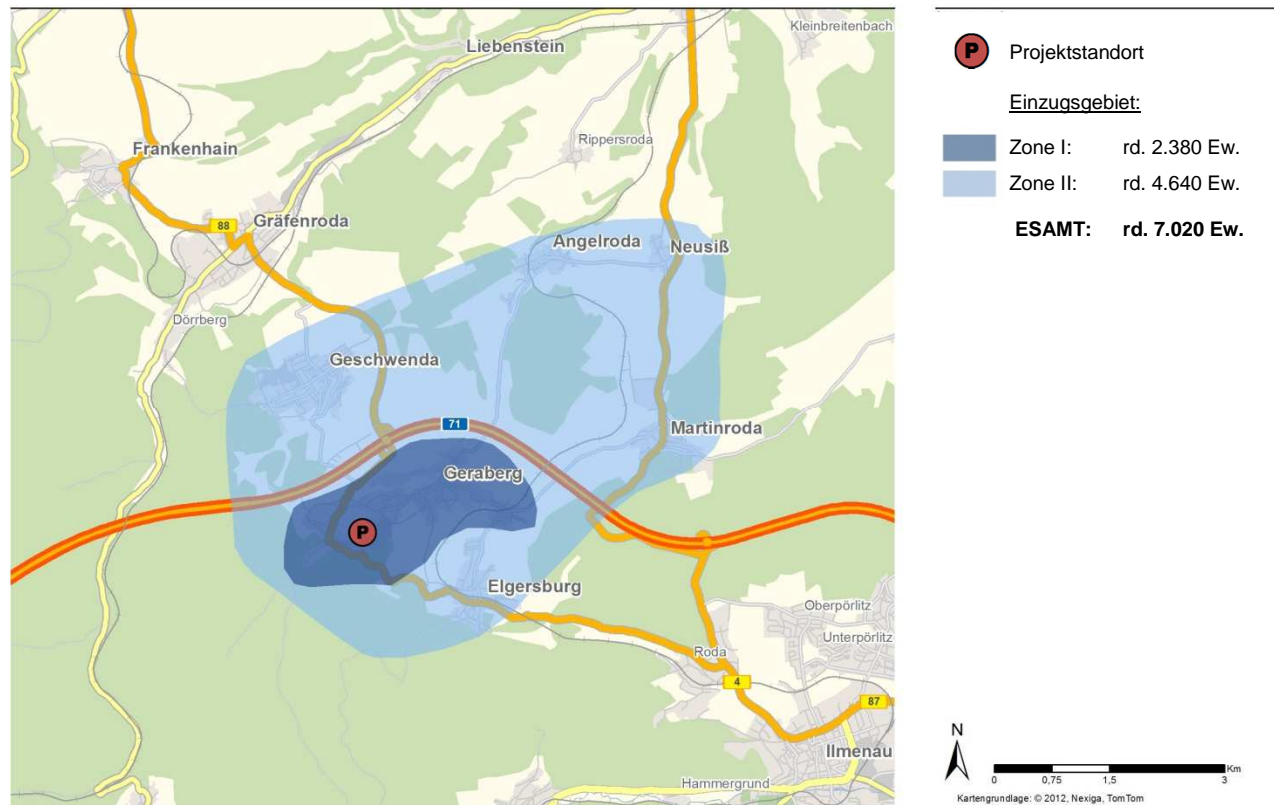 Kleinbreitenbach
Liebenstein
Rippersroda
Frankenhain
88
Gräfenroda
Angelroda
Neusiß
Dörrberg
Geschwenda
71
Martinroda
Geraberg
P
Elgersburg
Oberpörlitz
Unterpörlitz
Roda
4
87
Ilmenau
Hammergrund
P Projektstandort
Einzugsgebiet:
Zone I: rd. 2.380 Ew.
Zone II: rd. 4.640 Ew.
ESAMT: rd. 7.020 Ew.
N
Km
0 0,75 1,5 3
Kartengrundlage: © 2012, Nexiga, TomTom